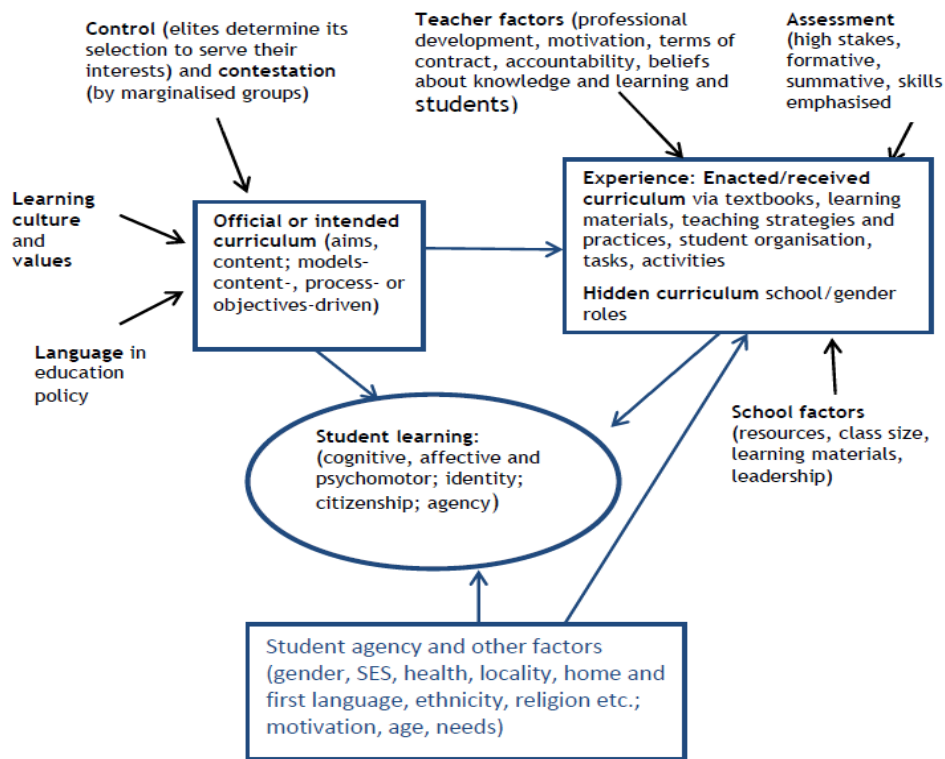 Control (elites determine its
selection to serve their
interests) and contestation
(by marginalised groups)
Teacher factors (professional
development, motivation, terms of
contract, accountability, beliefs
about knowledge and learning and
students)
Assessment
(high stakes,
formative,
summative, skills
emphasised
Learning
culture
and
values
Official or intended
curriculum (aims,
content; models-
content-, process- or
objectives-driven)
Experience: Enacted/received
curriculum via textbooks, learning
materials, teaching strategies and
practices, student organisation,
tasks, activities
Hidden curriculum school/gender
roles
Language in
education
policy
School factors
(resources, class size,
learning materials,
leadership)
Student learning:
(cognitive, affective and
psychomotor; identity;
citizenship; agency)
Student agency and other factors
(gender, SES, health, locality, home and
first language, ethnicity, religion etc.;
motivation, age, needs)